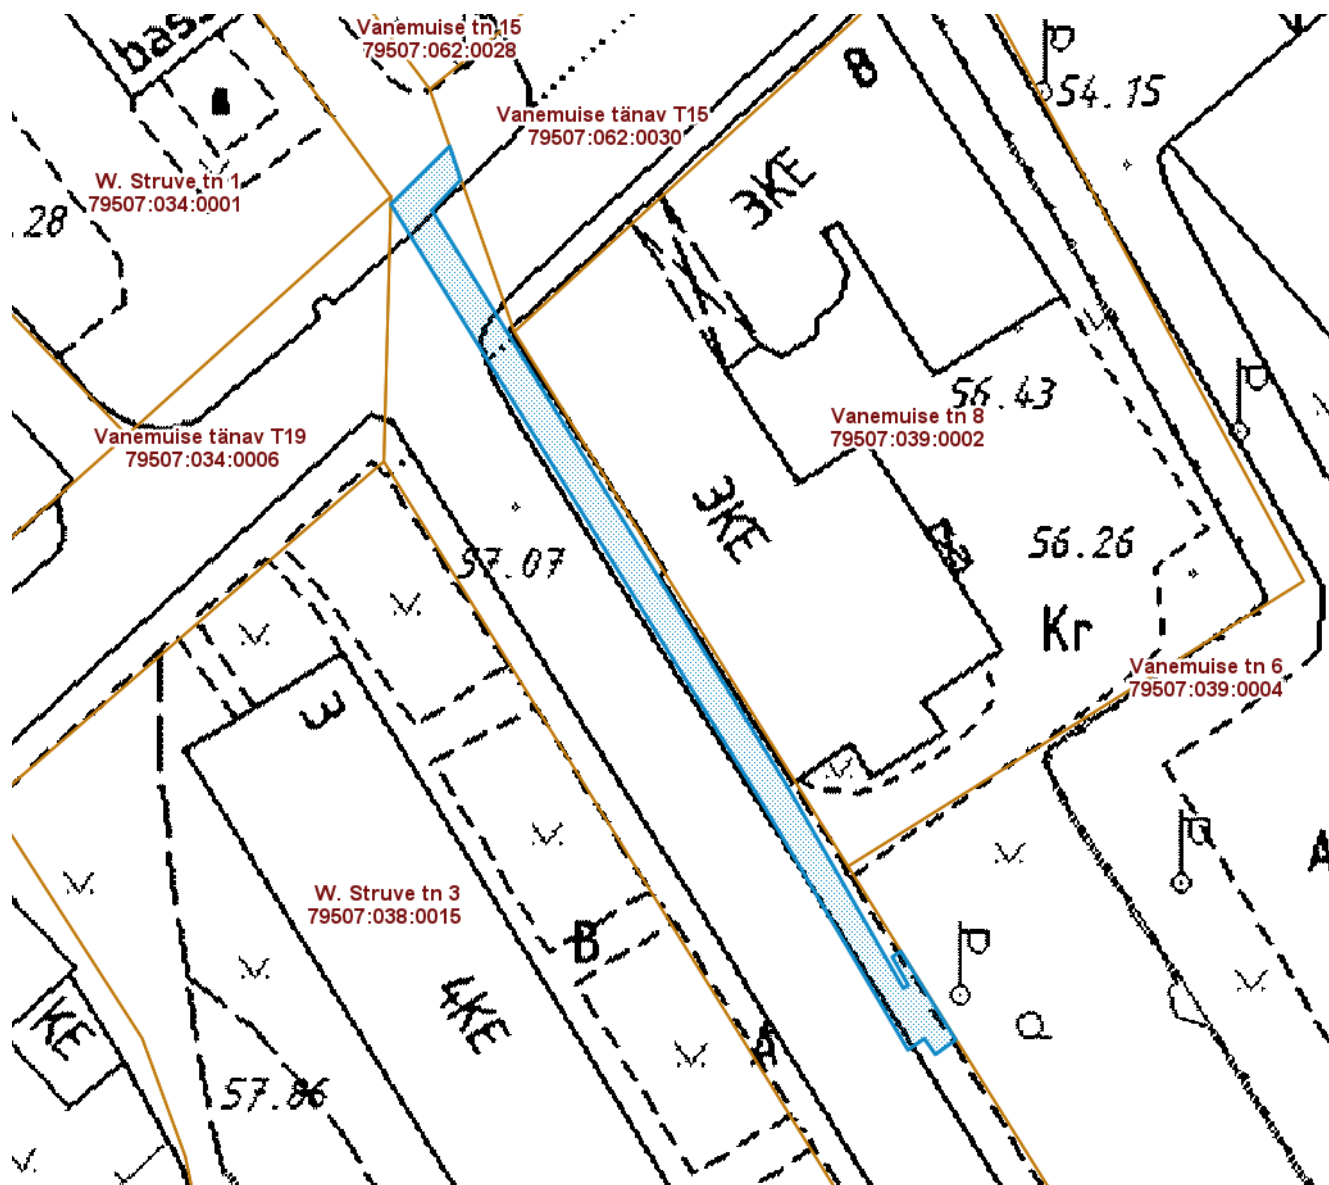 Vanemuise tn 15
79507:062:0028
bas
8
54.15
Vanemuise tänav T15
79507:062:0030
W. Struve tn 1
79507:034:0001
3KE
.28
56.43
Vanemuise tn 8
79507:039:0002
Vanemuise tänav T19
79507:034:0006
3KE
57.07
56.26
Kr
Vanemuise tn 6
79507:039:0004
3
W. Struve tn 3
79507:038:0015
B
4KE
KE
a
A
57.86